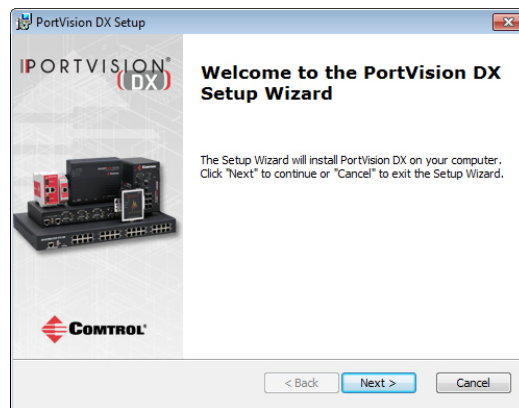 PortVision DX Setup
PORTVISION®
(DX)
Welcome to the PortVision DX
Setup Wizard
The Setup Wizard will install PortVision DX on your computer.
Click "Next" to continue or "Cancel" to exit the Setup Wizard.
COMTROL®
< Back
Next >
Cancel